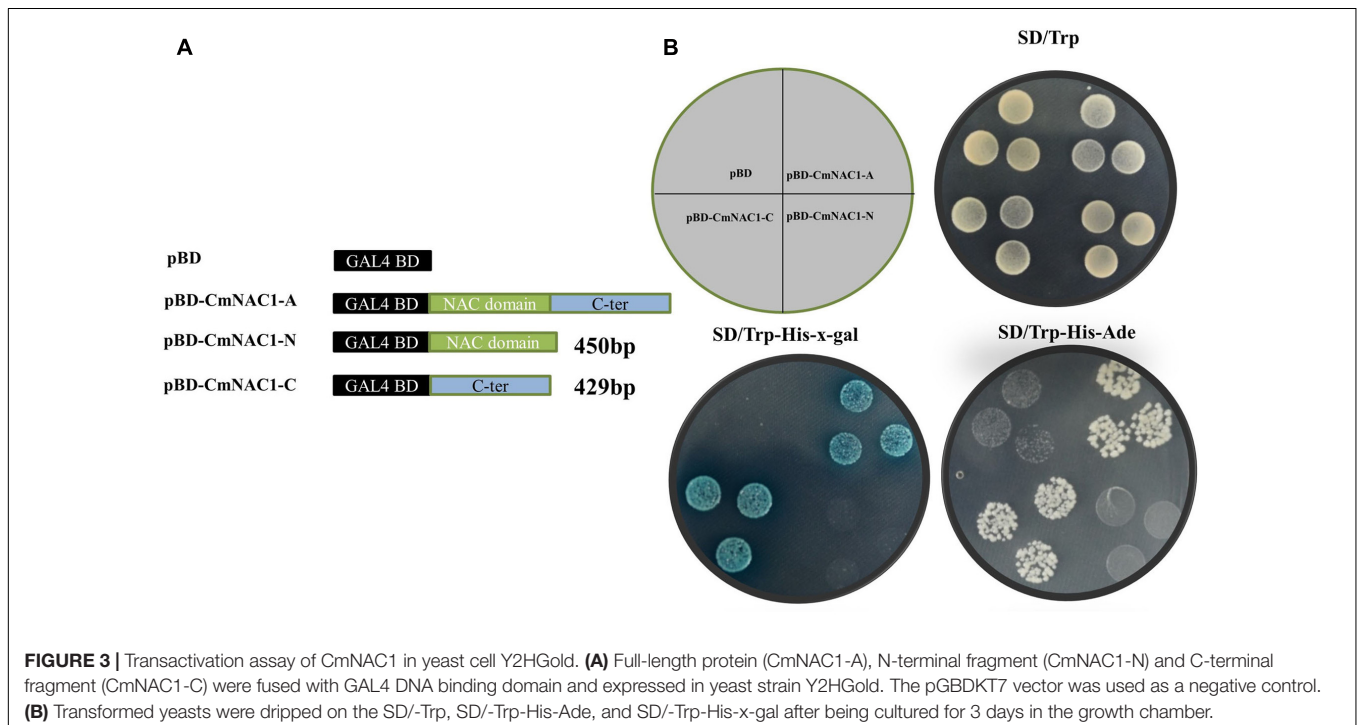 A
B
SD/Trp
pBD
pBD-CmNAC1-A
pBD-CmNAC1-C
pBD-CmNAC1-N
pBD
GAL4 BD
pBD-CmNAC1-A
GAL4 BD
NAC domain
C-ter
pBD-CmNAC1-N
GAL4 BD
NAC domain
450bp
pBD-CmNAC1-C
GAL4 BD
C-ter
429bp
SD/Trp-His-x-gal
SD/Trp-His-Ade
FIGURE 3 | Transactivation assay of CmNAC1 in yeast cell Y2HGold. (A) Full-length protein (CmNAC1-A), N-terminal fragment (CmNAC1-N) and C-terminal
fragment (CmNAC1-C) were fused with GAL4 DNA binding domain and expressed in yeast strain Y2HGold. The pGBDKT7 vector was used as a negative control.
(B) Transformed yeasts were dripped on the SD/-Trp, SD/-Trp-His-Ade, and SD/-Trp-His-x-gal after being cultured for 3 days in the growth chamber.